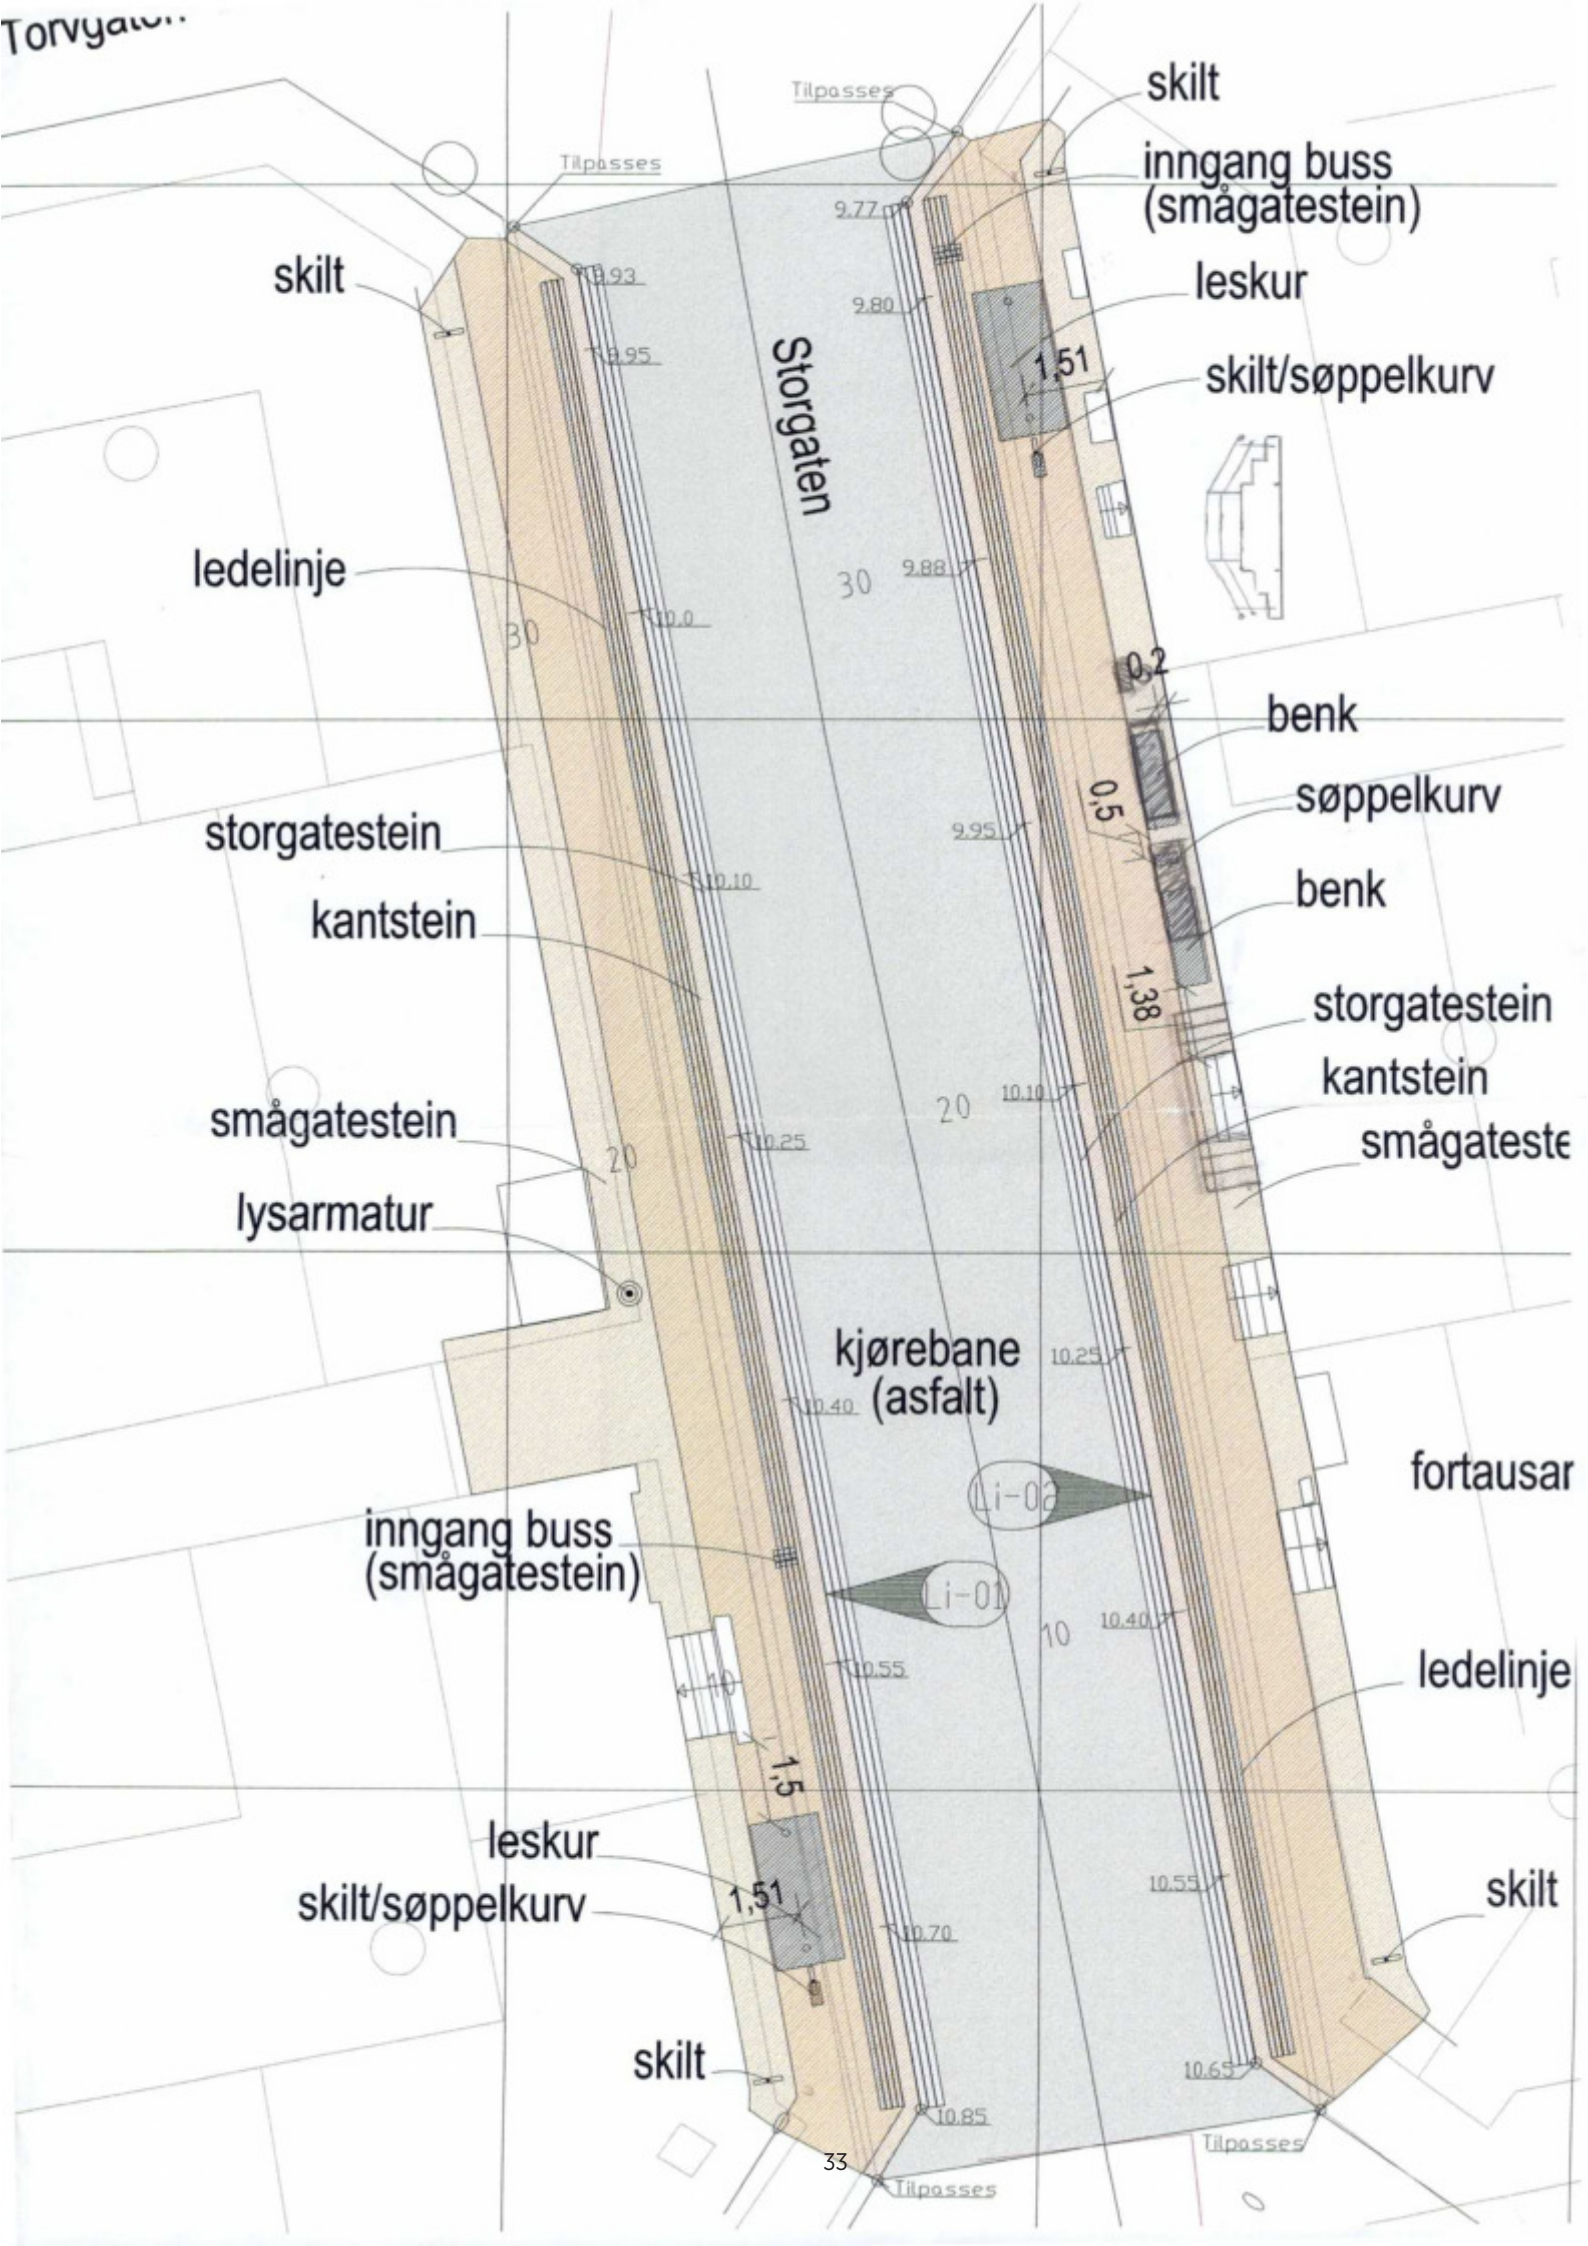 Tilpasses
skilt
Tilpasses
inngang buss
(smågatestein)
9.77
skilt
9.93
leskur
9.80
Storgaten
9.95
1,51
skilt/søppelkurv
ledelinje
30
9.88
10.0
30
0,2
benk
0,5
søppelkurv
storgatestein
9.95
10.10
benk
kantstein
1,38
storgatestein
kantstein
20
10.10
smågatestein
10.25
20
lysarmatur
kjørebane
(asfalt)
10.25
10.40
Li-02
inngang buss
(smågatestein)
Li-01
10
10.40
10.55
ledelinje
10
1,5
leskur
10.55
skilt
1,51
skilt/søppelkurv
10.70
skilt
10.65
10.85
Tilpasses
33
Tilpasses